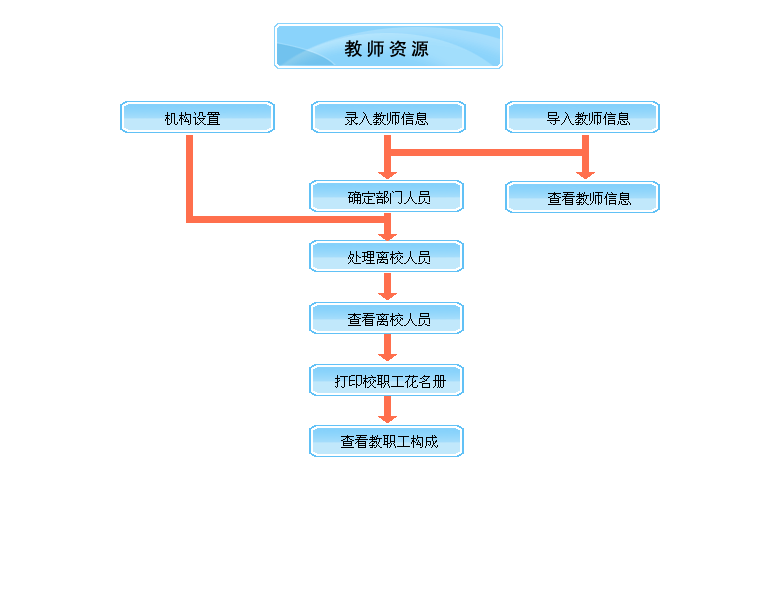 教师资源
机构设置
录入教师信息
导入教师信息
确定部门人员
查看教师信息
处理离校人员
查看离校人员
打印校职工花名册
查看教职工构成